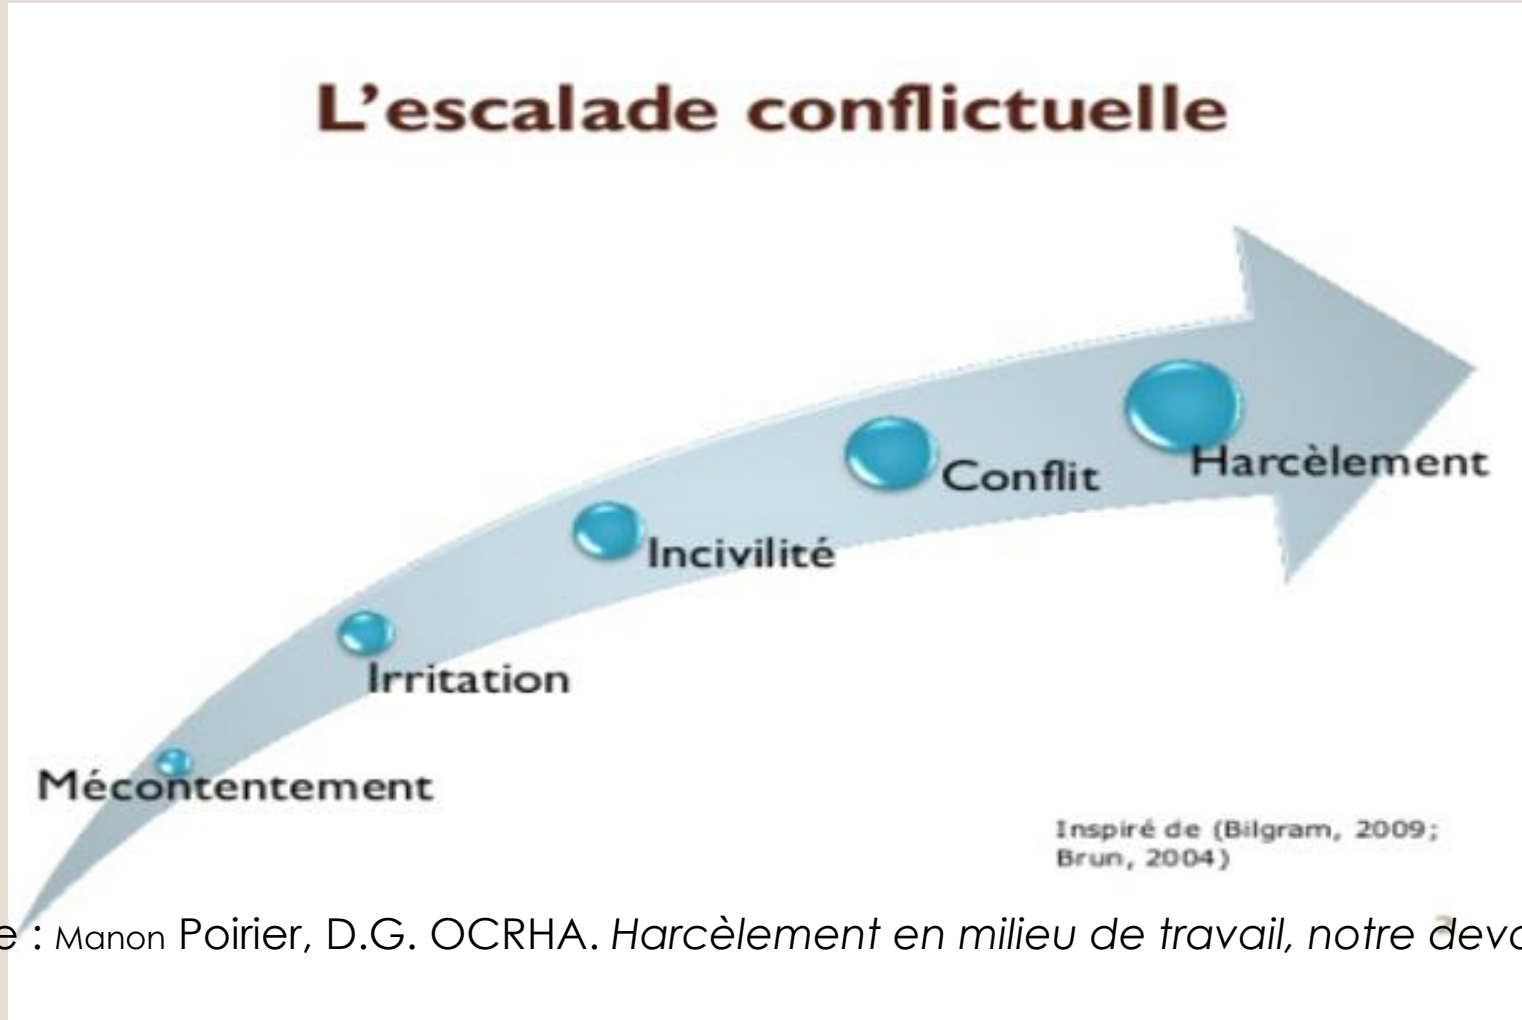 L'escalade conflictuelle
Harcèlement
Conflit
Incivilité
Irritation
Mécontentement
Inspiré de (Bilgram, 2009;
Brun, 2004)
e : Manon Poirier, D.G. OCRHA. Harcèlement en milieu de travail, notre devo